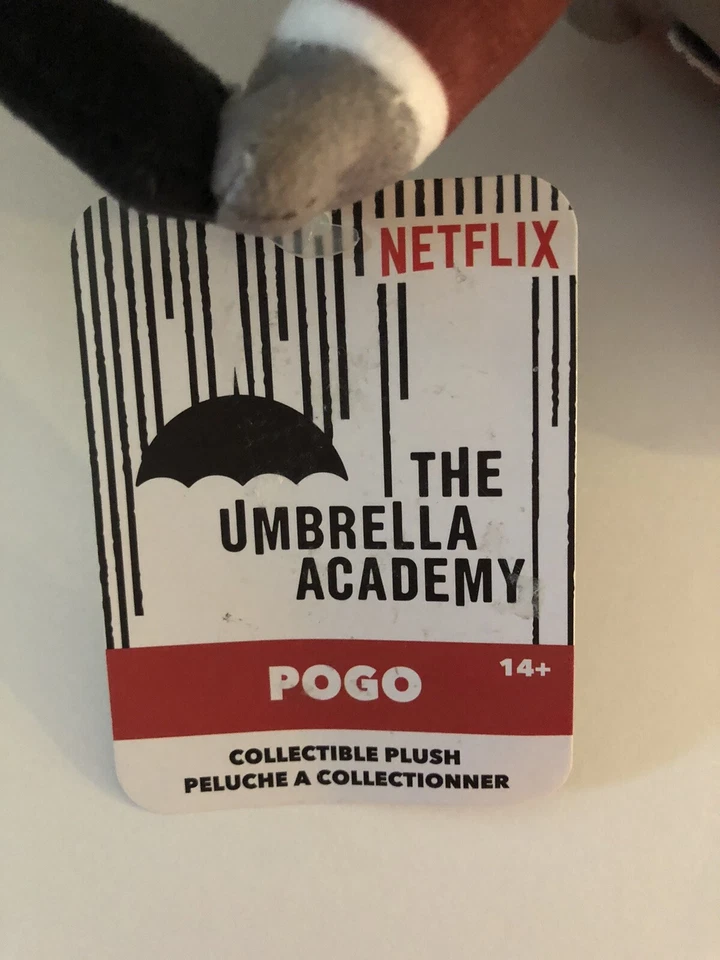 NETFLIX
THE
UMBRELLA
ACADEMY
14+
POGO
COLLECTIBLE PLUSH
PELUCHE A COLLECTIONNER